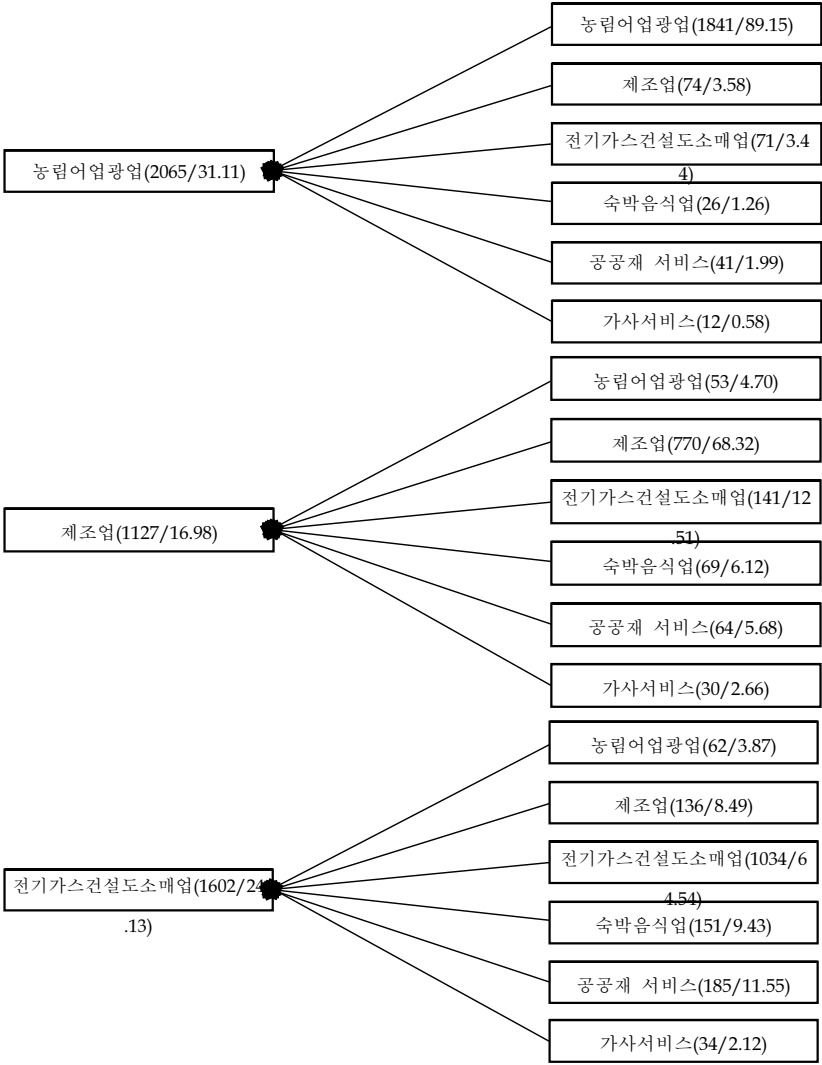 농림어업광업(1841/89.15)
제조업(74/3.58)
전기가스건설도소매업(71/3.4
4)
농림어업광업(2065/31.11)
숙박음식업(26/1.26)
공공재 서비스(41/1.99)
가사서비스(12/0.58)
농림어업광업(53/4.70)
제조업(770/68.32)
전기가스건설도소매업(141/12
.51)
제조업(1127/16.98)
숙박음식업(69/6.12)
공공재 서비스(64/5.68)
가사서비스(30/2.66)
농림어업광업(62/3.87)
제조업(136/8.49)
전기가스건설도소매업(1034/6
4.54)
전기가스건설도소매업(1602/24
.13)
숙박음식업(151/9.43)
공공재 서비스(185/11.55)
가사서비스(34/2.12)